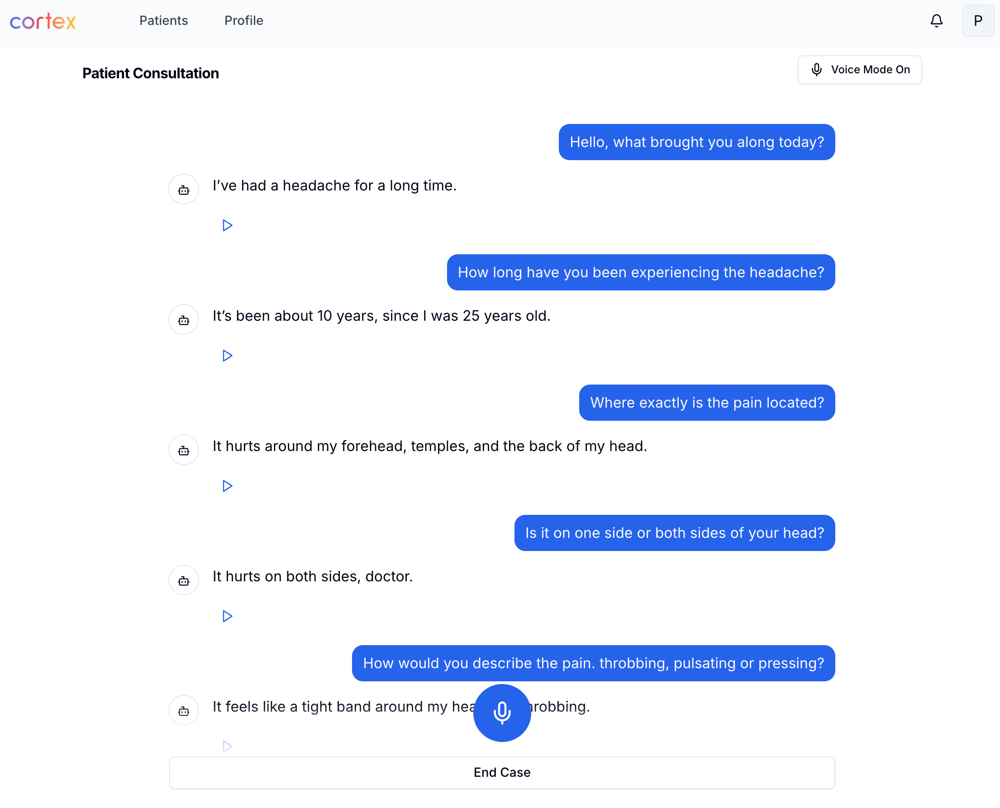 cortex
Patients
Profile
P
Patient Consultation
Voice Mode On
Hello, what brought you along today?
I’ve had a headache for a long time.
How long have you been experiencing the headache?
It’s been about 10 years, since I was 25 years old.
Where exactly is the pain located?
It hurts around my forehead, temples, and the back of my head.
Is it on one side or both sides of your head?
It hurts on both sides, doctor.
How would you describe the pain. throbbing, pulsating or pressing?
It feels like a tight band around my hea robbing.
End Case